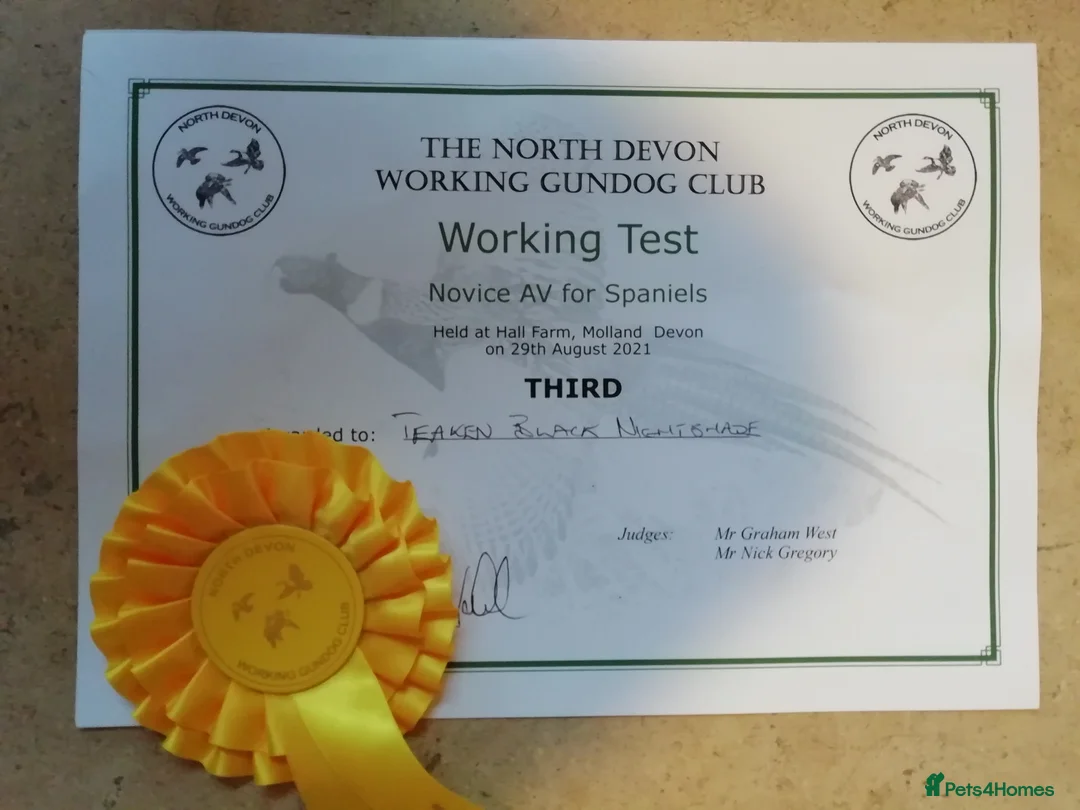 NORTH DEVON
WORKING GUNDOG CLUB
NORTH DEVON
WORKING GUNDOG CLUB
THE NORTH DEVON
WORKING GUNDOG CLUB
Working Test
Novice AV for Spaniels
Held at Hall Farm, Molland Devon
on 29th August 2021
THIRD
ed to: TEAKEN BLACK NIGHTSHADE
Judges: Mr Graham West
Mr Nick Gregory
NORTH DEVON
WORKING GUNDOG CLUB
Pets4Homes